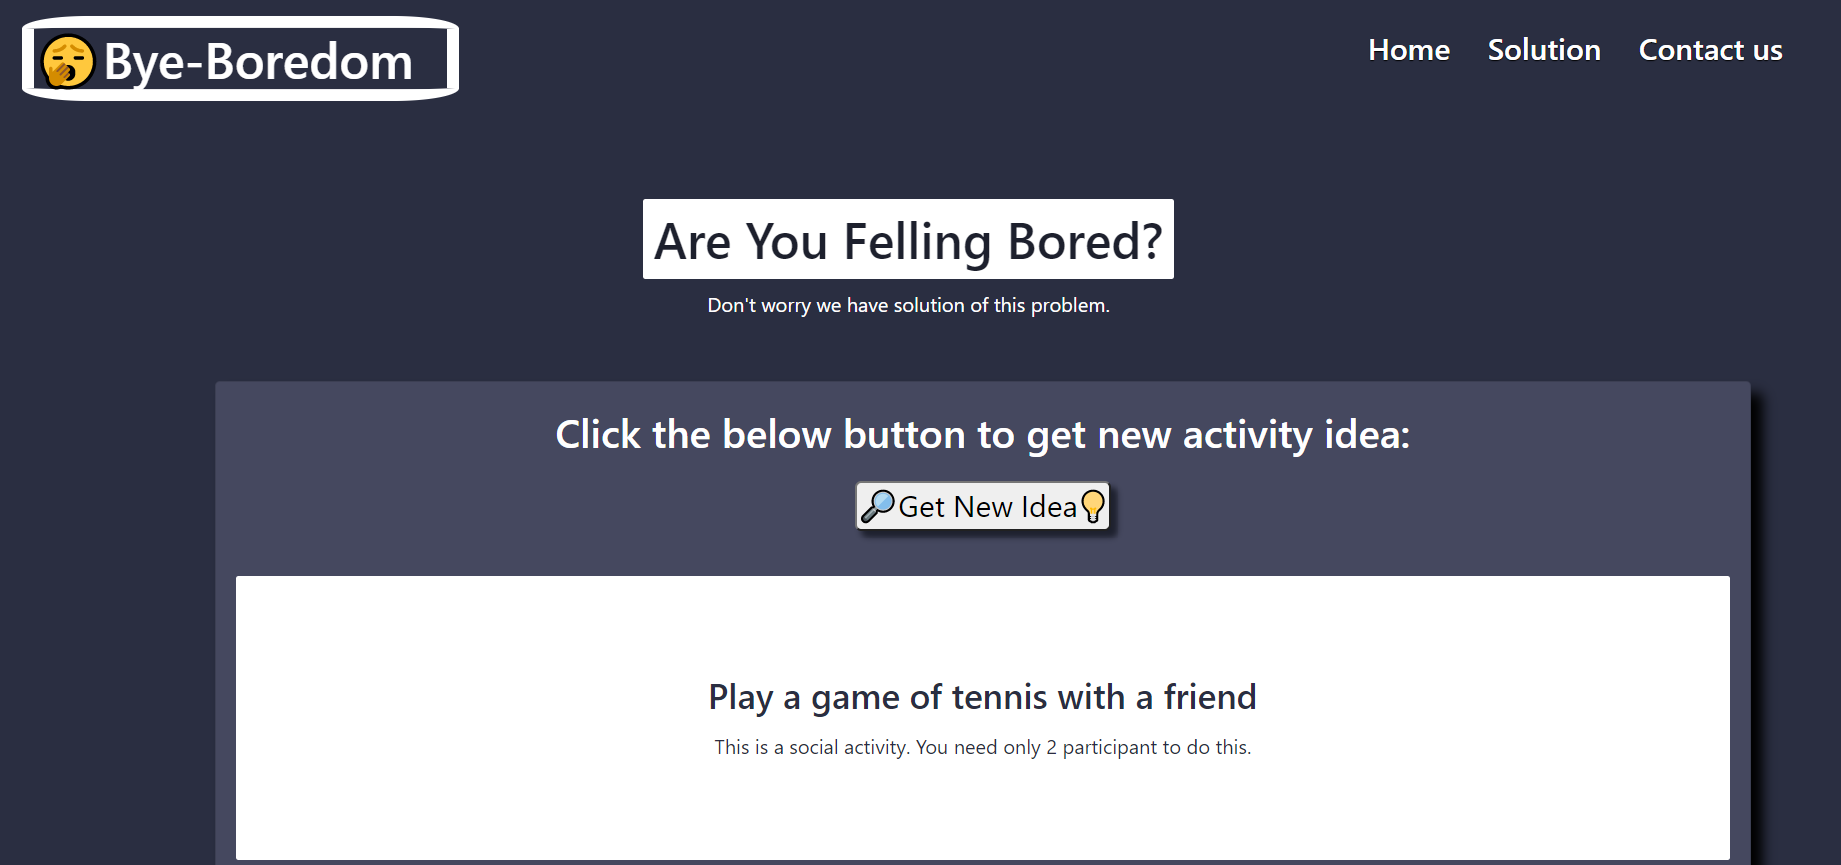 🥱Bye-Boredom
Home Solution Contact us
Are You Felling Bored?
Don't worry we have solution of this problem.
Click the below button to get new activity idea:
🔎Get New Idea💡
Play a game of tennis with a friend
This is a social activity. You need only 2 participant to do this.